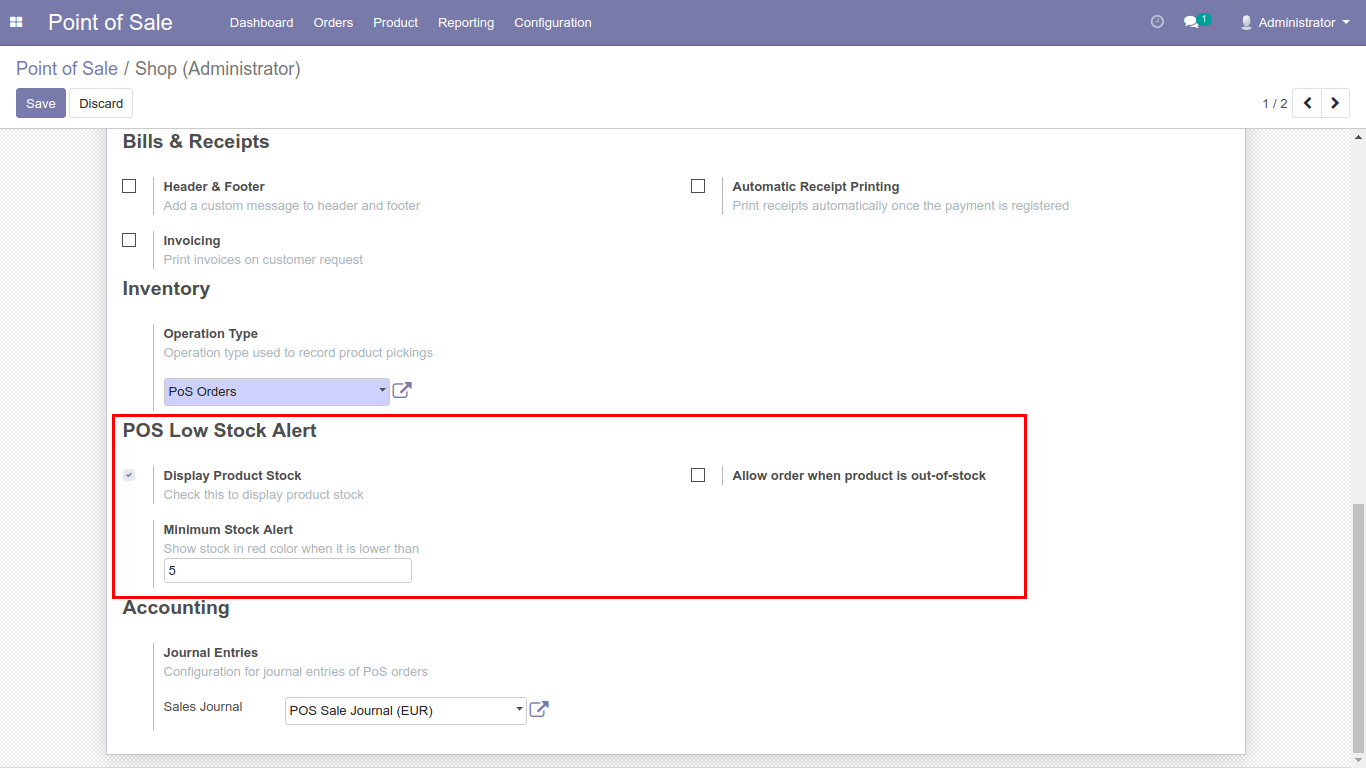 Point of Sale Dashboard Orders Product Reporting Configuration 1 Administrator
Point of Sale / Shop (Administrator)
Save Discard 1 / 2
Bills & Receipts
Header & Footer
Add a custom message to header and footer
Automatic Receipt Printing
Print receipts automatically once the payment is registered
Invoicing
Print invoices on customer request
Inventory
Operation Type
Operation type used to record product pickings
PoS Orders
POS Low Stock Alert
Display Product Stock
Check this to display product stock
Allow order when product is out-of-stock
Minimum Stock Alert
Show stock in red color when it is lower than
5
Accounting
Journal Entries
Configuration for journal entries of PoS orders
Sales Journal POS Sale Journal (EUR)